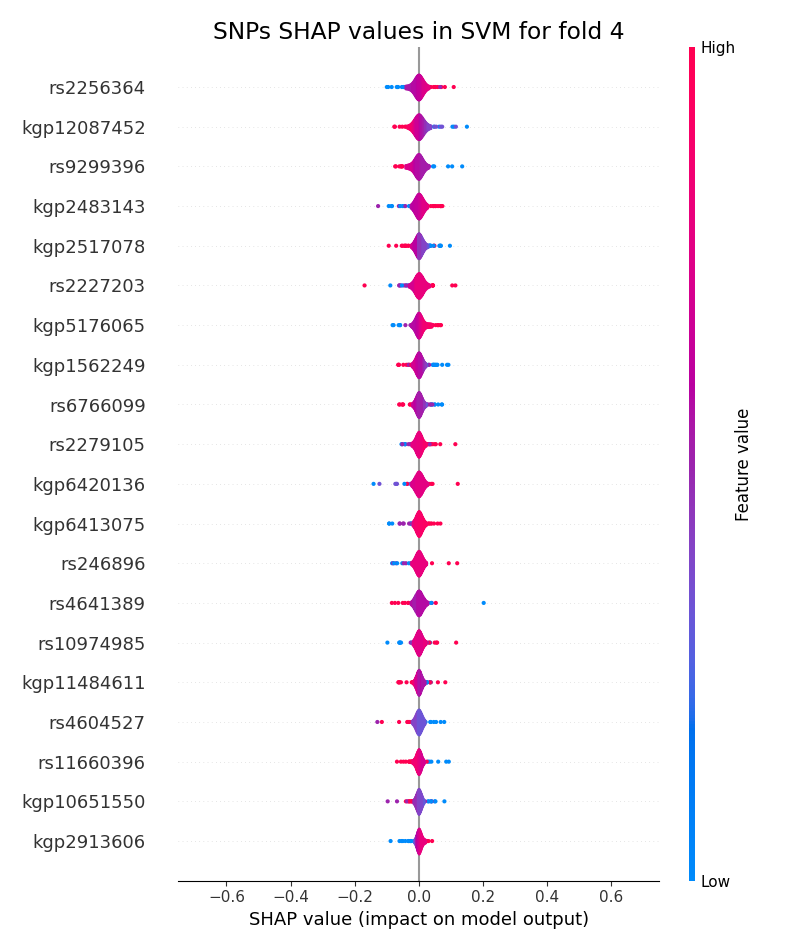 SNPs SHAP values in SVM for fold 4
High
rs2256364
kgp12087452
rs9299396
kgp2483143
kgp2517078
rs2227203
kgp5176065
kgp1562249
rs6766099
rs2279105
kgp6420136
kgp6413075
rs246896
rs4641389
rs10974985
kgp11484611
rs4604527
rs11660396
kgp10651550
kgp2913606
Feature value
Low
−0.6 −0.4 −0.2 0.0 0.2 0.4 0.6
SHAP value (impact on model output)